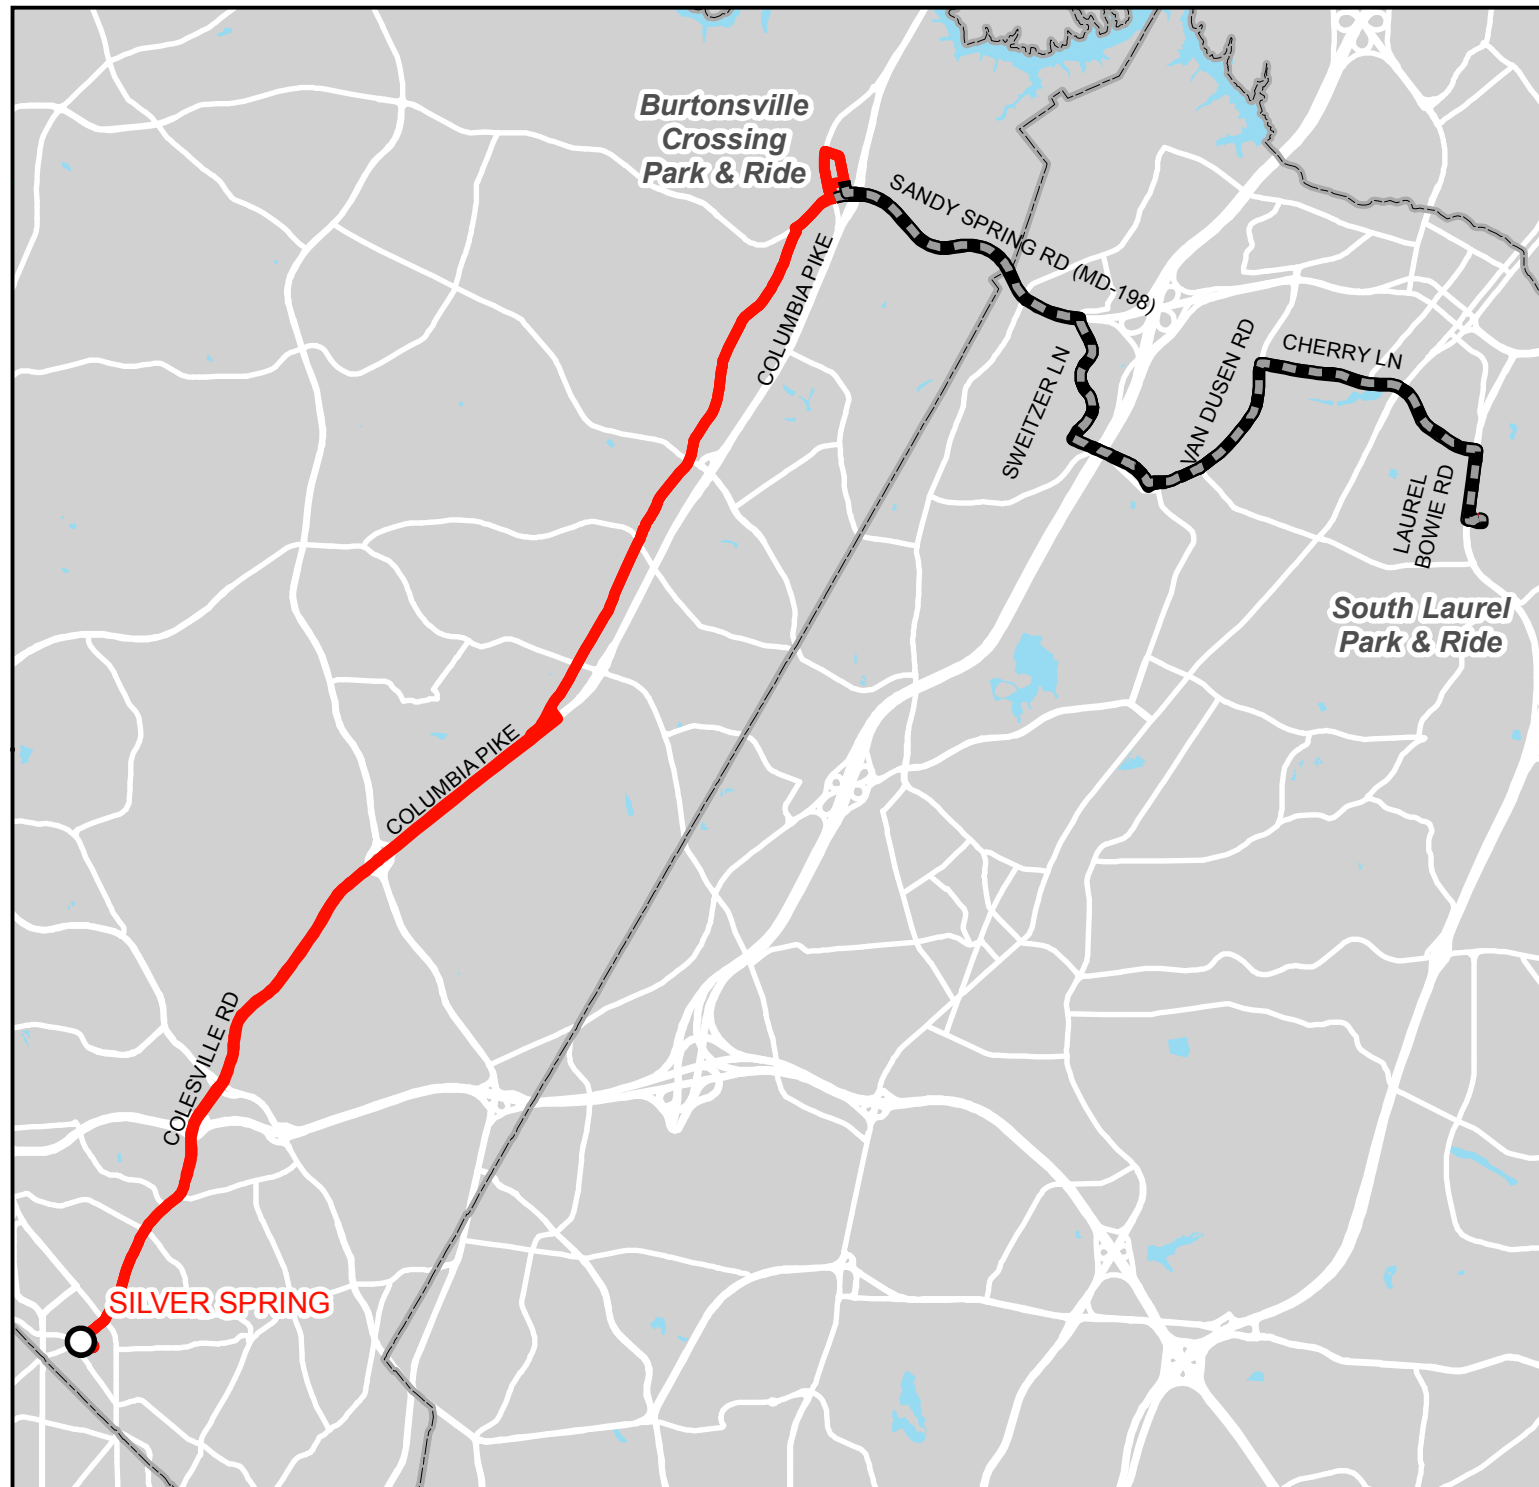 Burtonsville
Crossing
Park & Ride
SANDY SPRING RD (MD-198)
COLUMBIA PIKE
SWEITZER LN
VAN DUSEN RD
CHERRY LN
LAUREL
BOWIE RD
South Laurel
Park & Ride
COLUMBIA PIKE
COLESVILLE RD
SILVER SPRING